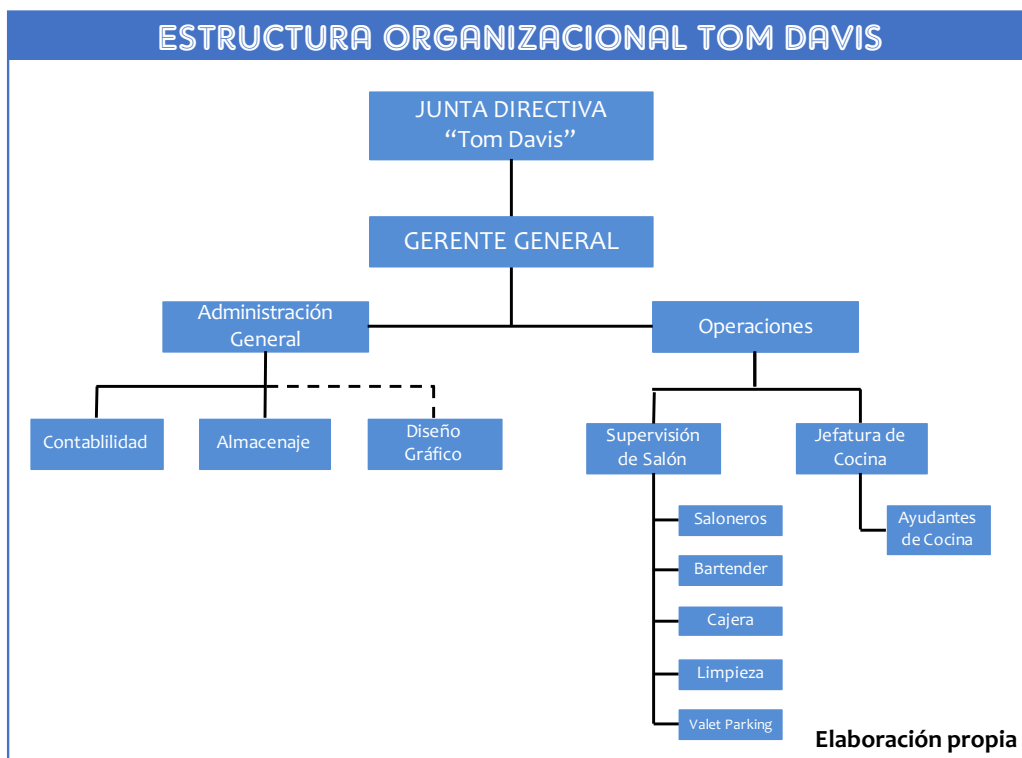 ESTRUCTURA ORGANIZACIONAL TOM DAVIS
JUNTA DIRECTIVA
“Tom Davis”
GERENTE GENERAL
Administración
General
Operaciones
Contablilidad
Almacenaje
Diseño
Gráfico
Supervisión
de Salón
Jefatura de
Cocina
Saloneros
Bartender
Cajera
Limpieza
Valet Parking
Ayudantes
de Cocina
Elaboración propia